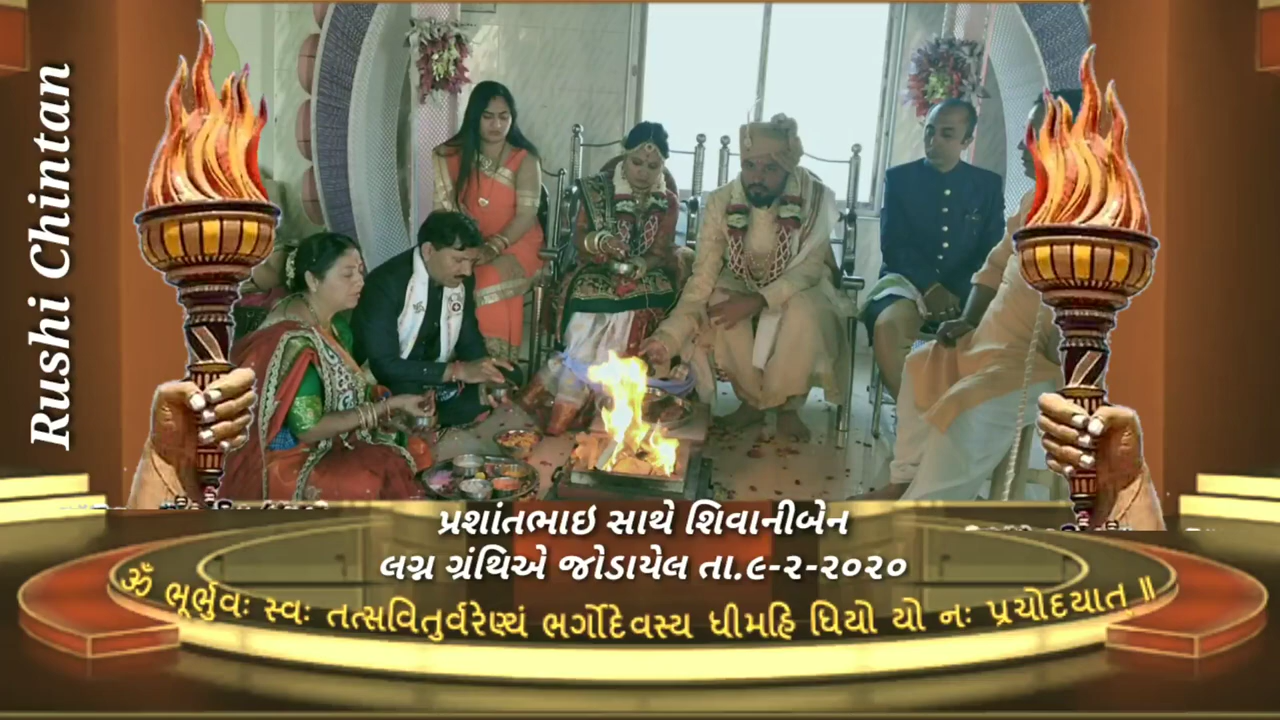 Rushi Chintan
પ્રશાંતભાઇ સાથે શિવાનીબેન
લગ્ન ગ્રંથિએ જોડાયેલ તા.૯-૨-૨૦૨૦
ૐ ભૂર્ભુવઃ સ્વઃ તત્સવિતુર્વરેણ્યં ભર્ગોદેવસ્ય ધીમહિ ધિયો યો નઃ પ્રચોદયાત ॥